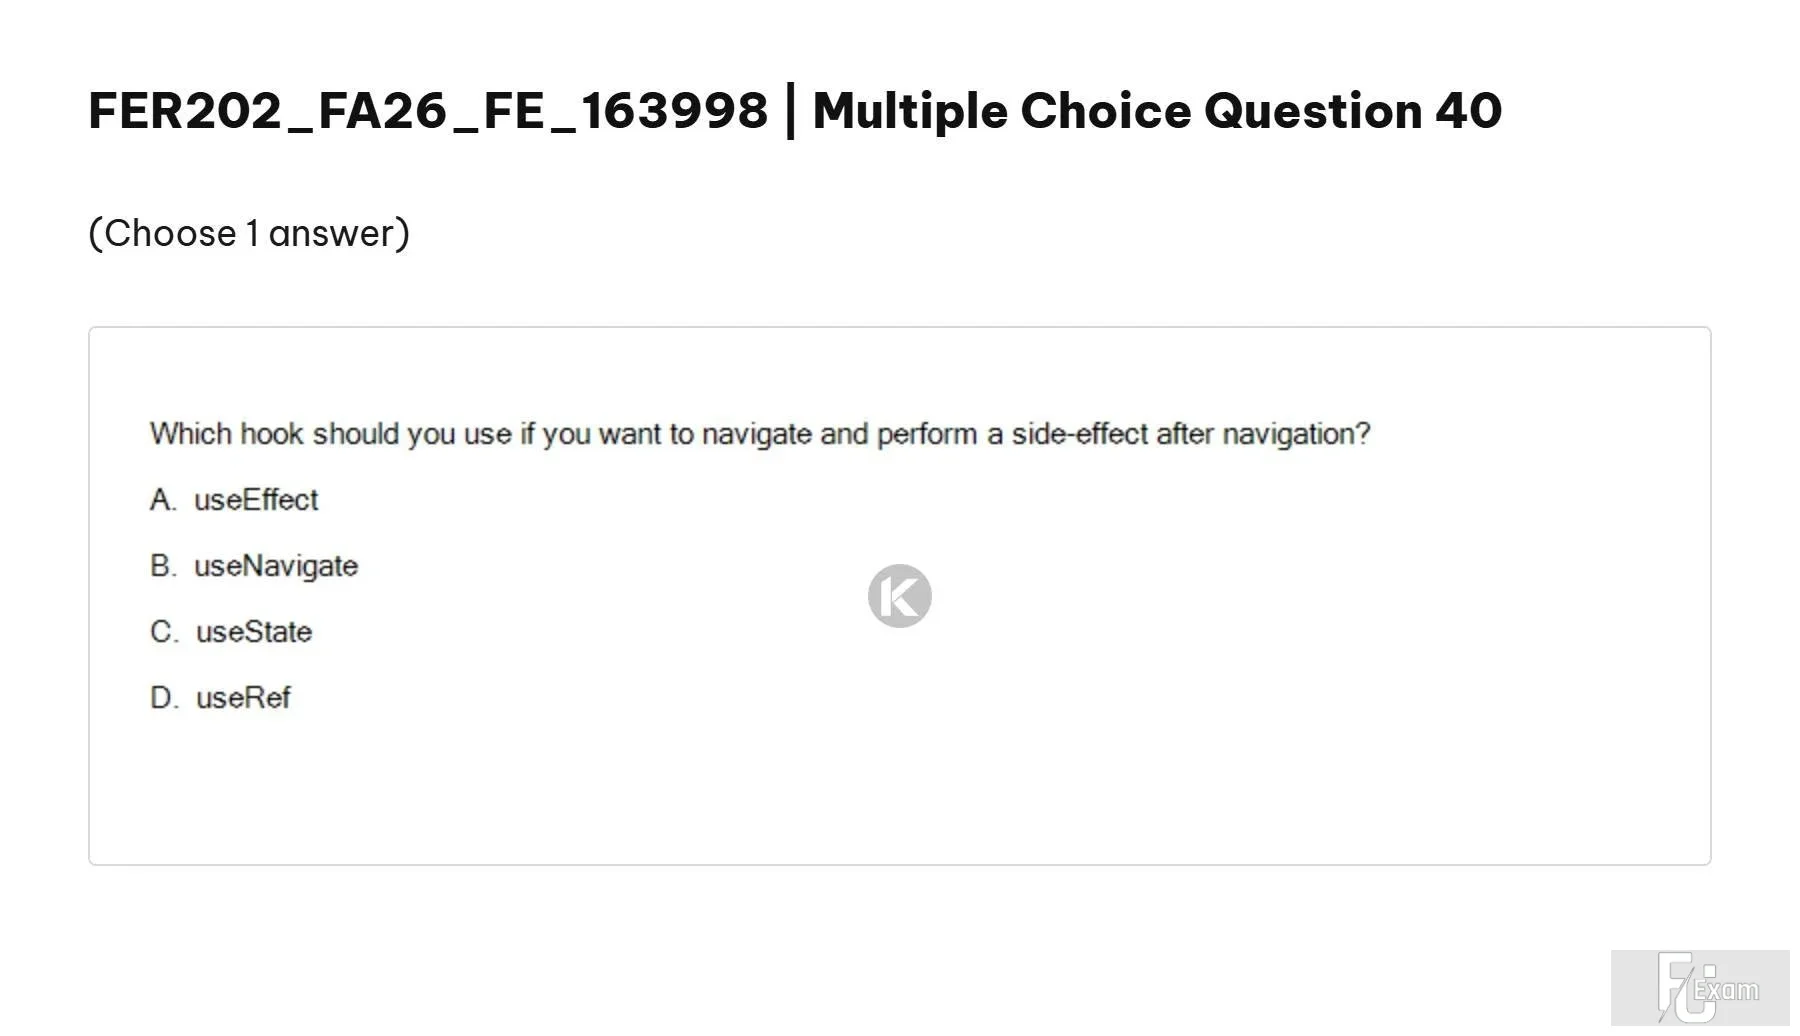 FER202_FA26_FE_163998 | Multiple Choice Question 40
(Choose 1 answer)
Which hook should you use if you want to navigate and perform a side-effect after navigation?
A. useEffect
B. useNavigate
K
C. useState
D. useRef
FU Exam